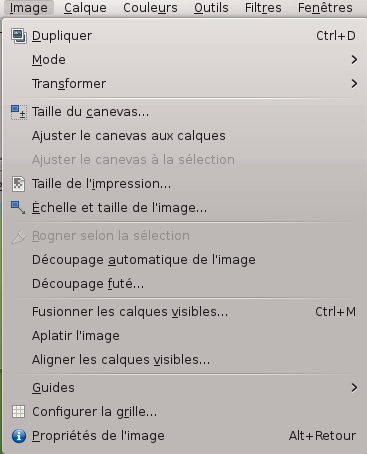 Image Calque Couleurs Outils Filtres Fenêtres
Dupliquer Ctrl+D
Mode
Transformer
Taille du canevas...
Ajuster le canevas aux calques
Ajuster le canevas à la sélection
Taille de l'impression...
Échelle et taille de l'image...
Rogner selon la sélection
Découpage automatique de l'image
Découpage futé...
Fusionner les calques visibles... Ctrl+M
Aplatir l'image
Aligner les calques visibles...
Guides
Configurer la grille...
Propriétés de l'image Alt+Retour